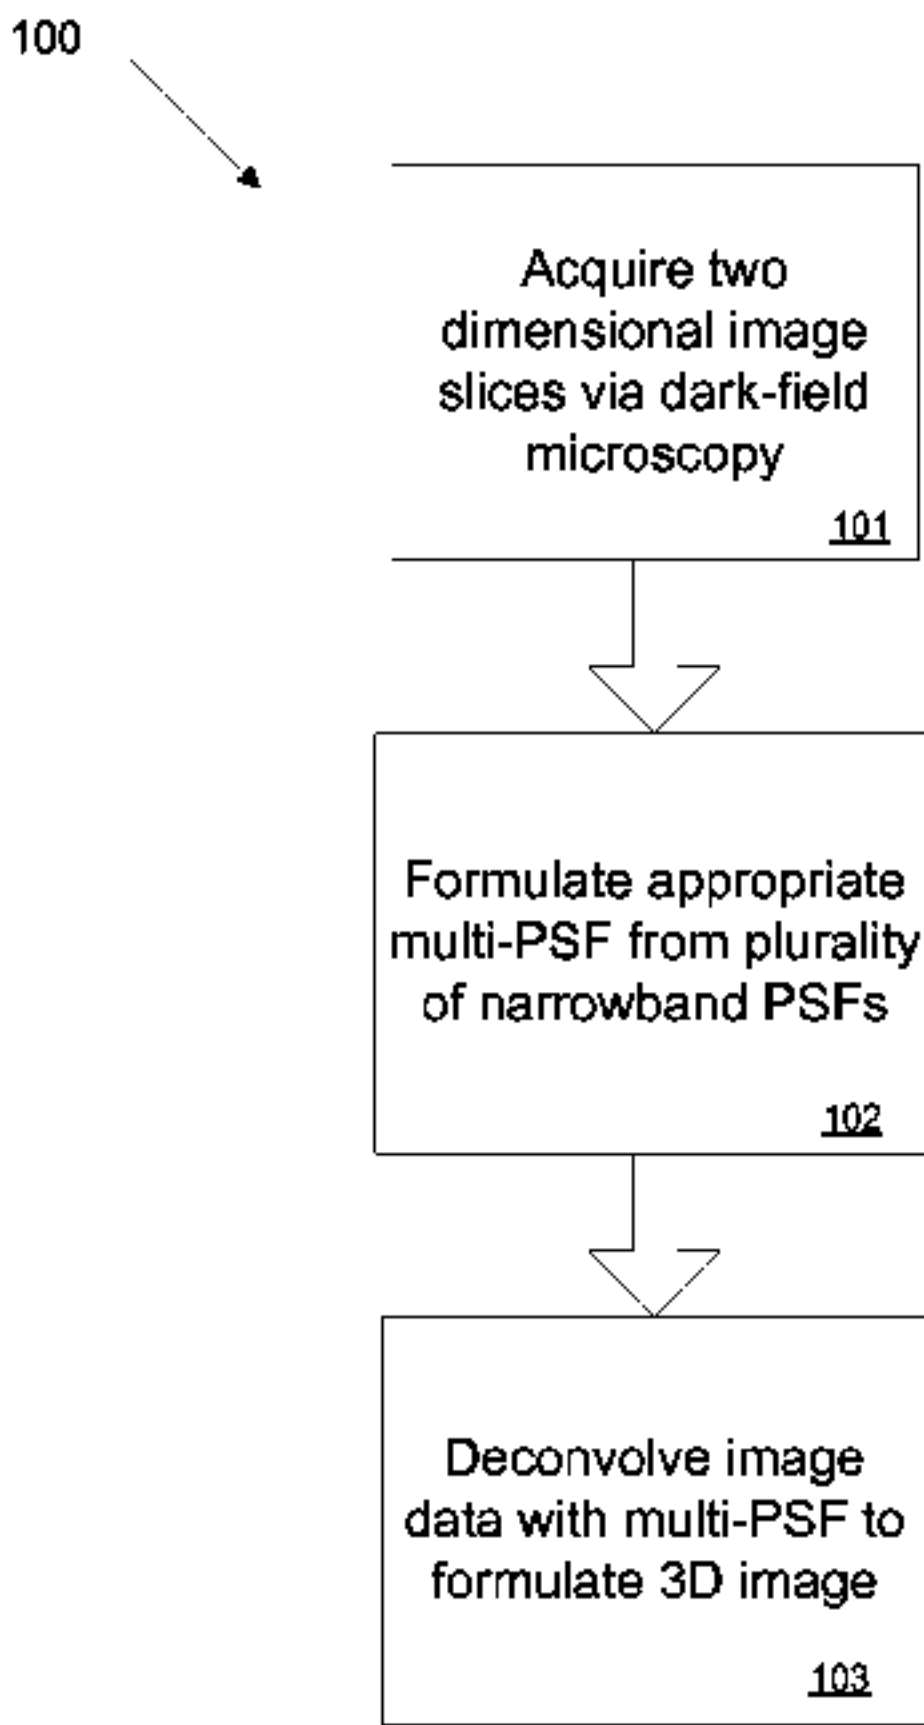 100
Acquire two
dimensional image
slices via dark-field
microscopy
101
Formulate appropriate
multi-PSF from plurality
of narrowband PSFs
102
Deconvolve image
data with multi-PSF to
formulate 3D image
103